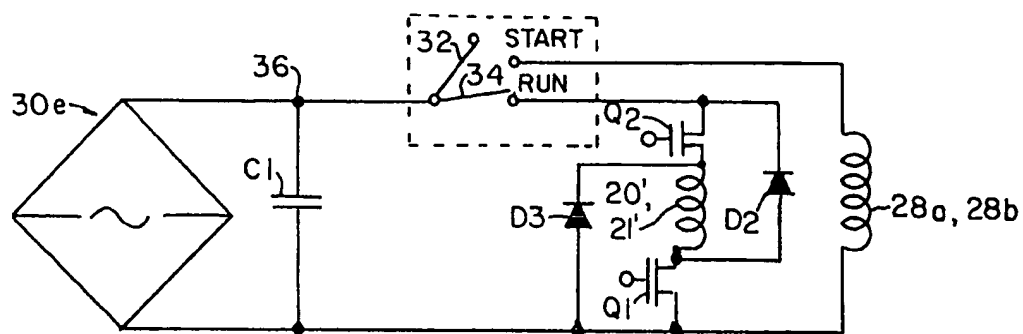 32
START
36
34
RUN
30e
Q2
C1
20',
21'
D3
D2
28a, 28b
Q1